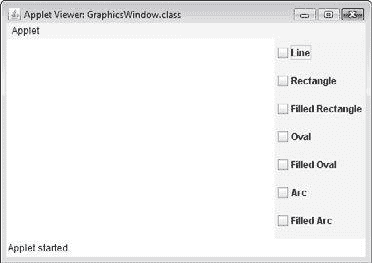 Applet Viewer: GraphicsWindow.class
Applet
Line
Rectangle
Filled Rectangle
Oval
Filled Oval
Arc
Filled Arc
Applet started.